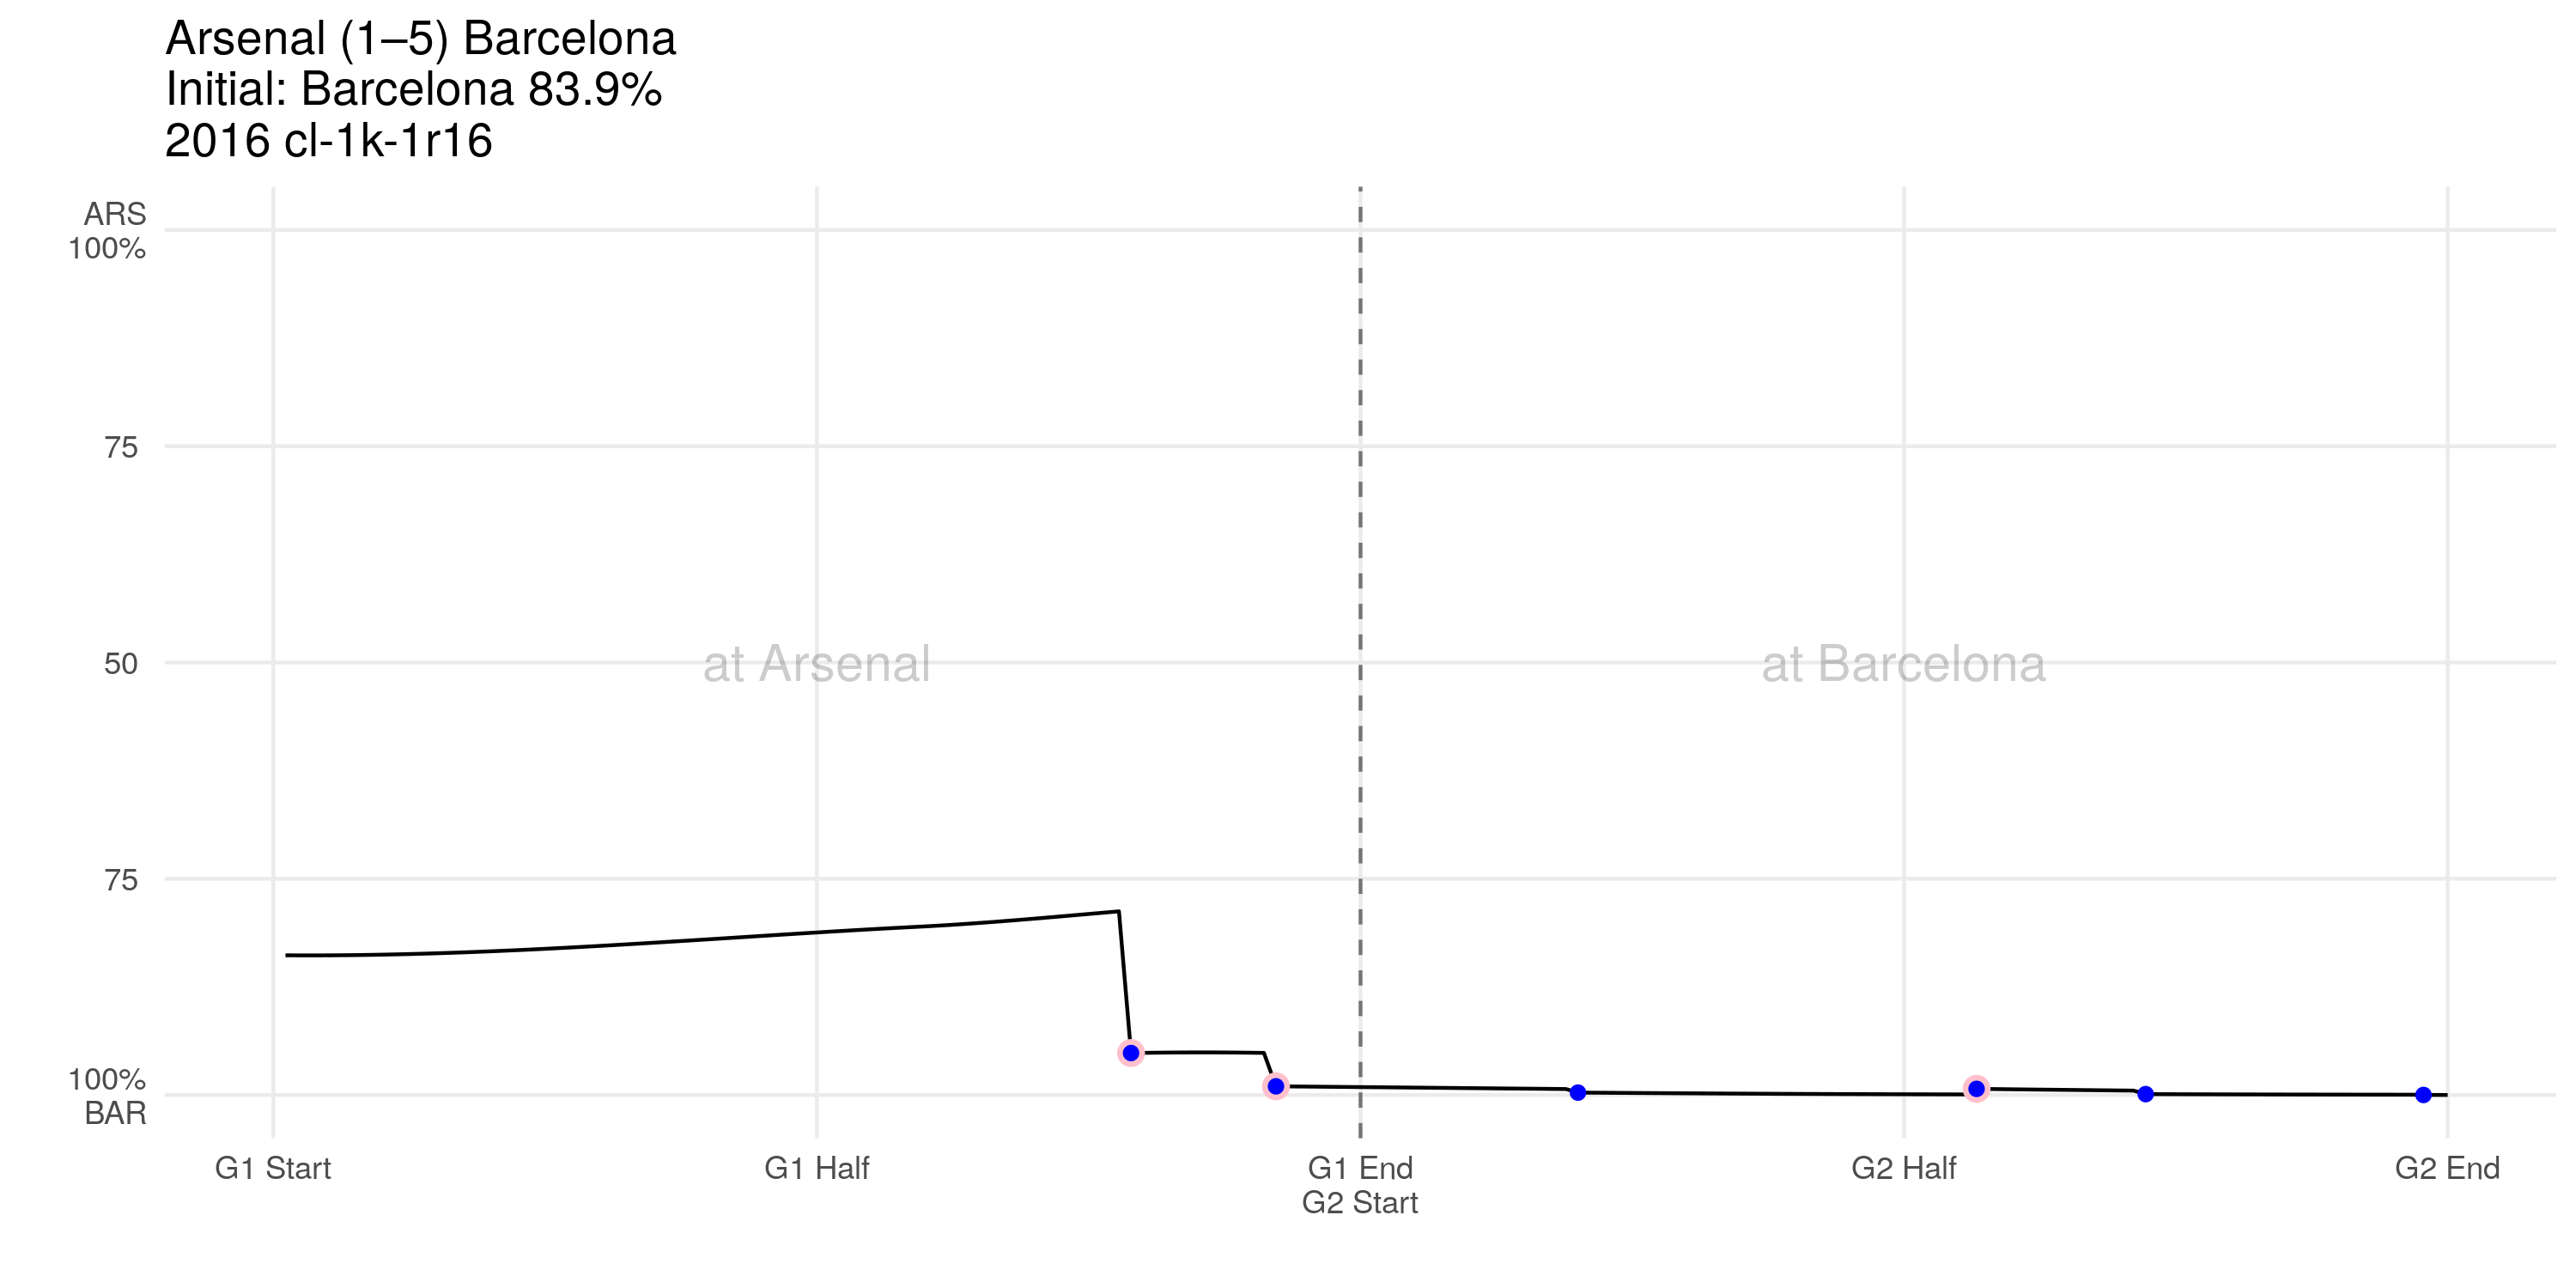 Arsenal (1–5) Barcelona
Initial: Barcelona 83.9%
2016 cl-1k-1r16
ARS
100%
75
50
75
100%
BAR
at Arsenal
at Barcelona
G1 Start
G1 Half
G1 End
G2 Start
G2 Half
G2 End